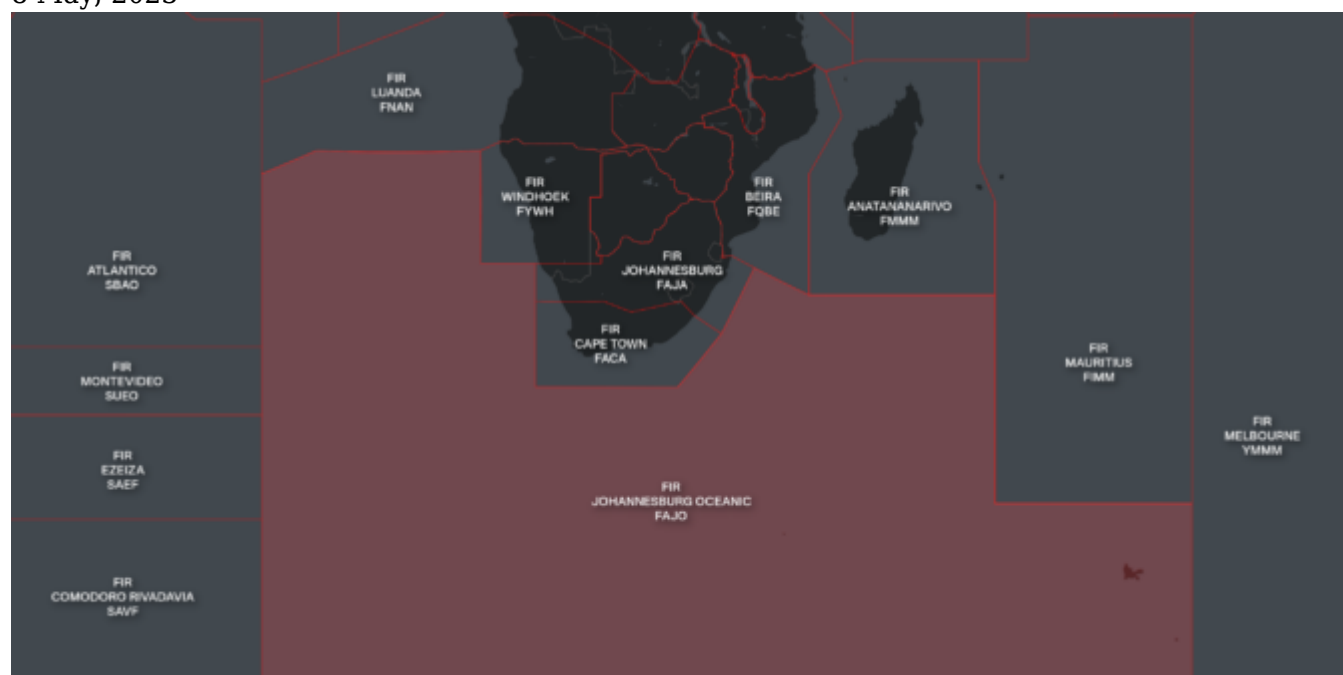 FIR
LUANDA
FNAN
FIR
WINDHOEK
FYWH
FIR
BEIRA
FQBE
FIR
ANATANANARIVO
FMMM
FIR
ATLANTICO
SBAO
FIR
JOHANNESBURG
FAJA
FIR
CAPE TOWN
FACA
FIR
MAURITIUS
FIMM
FIR
MONTEVIDEO
SUEO
FIR
MELBOURNE
YMMM
FIR
EZEIZA
SAEF
FIR
JOHANNESBURG OCEANIC
FAJO
FIR
COMODORO RIVADAVIA
SAVF